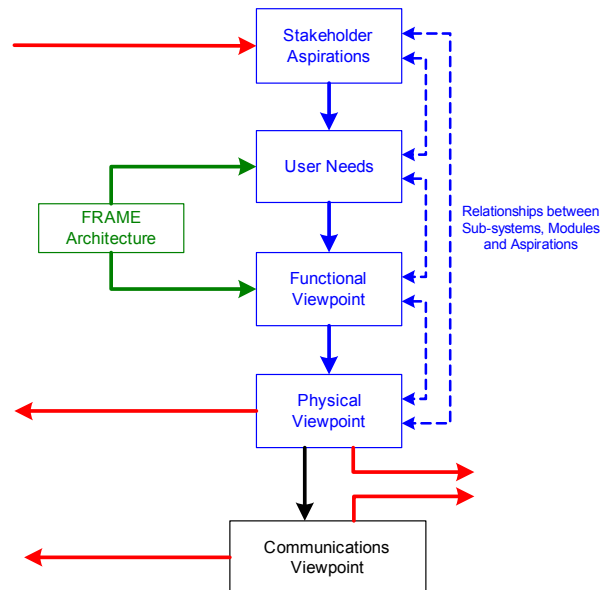 Stakeholder
Aspirations
User Needs
FRAME
Architecture
Relationships between
Sub-systems, Modules
and Aspirations
Functional
Viewpoint
Physical
Viewpoint
Communications
Viewpoint